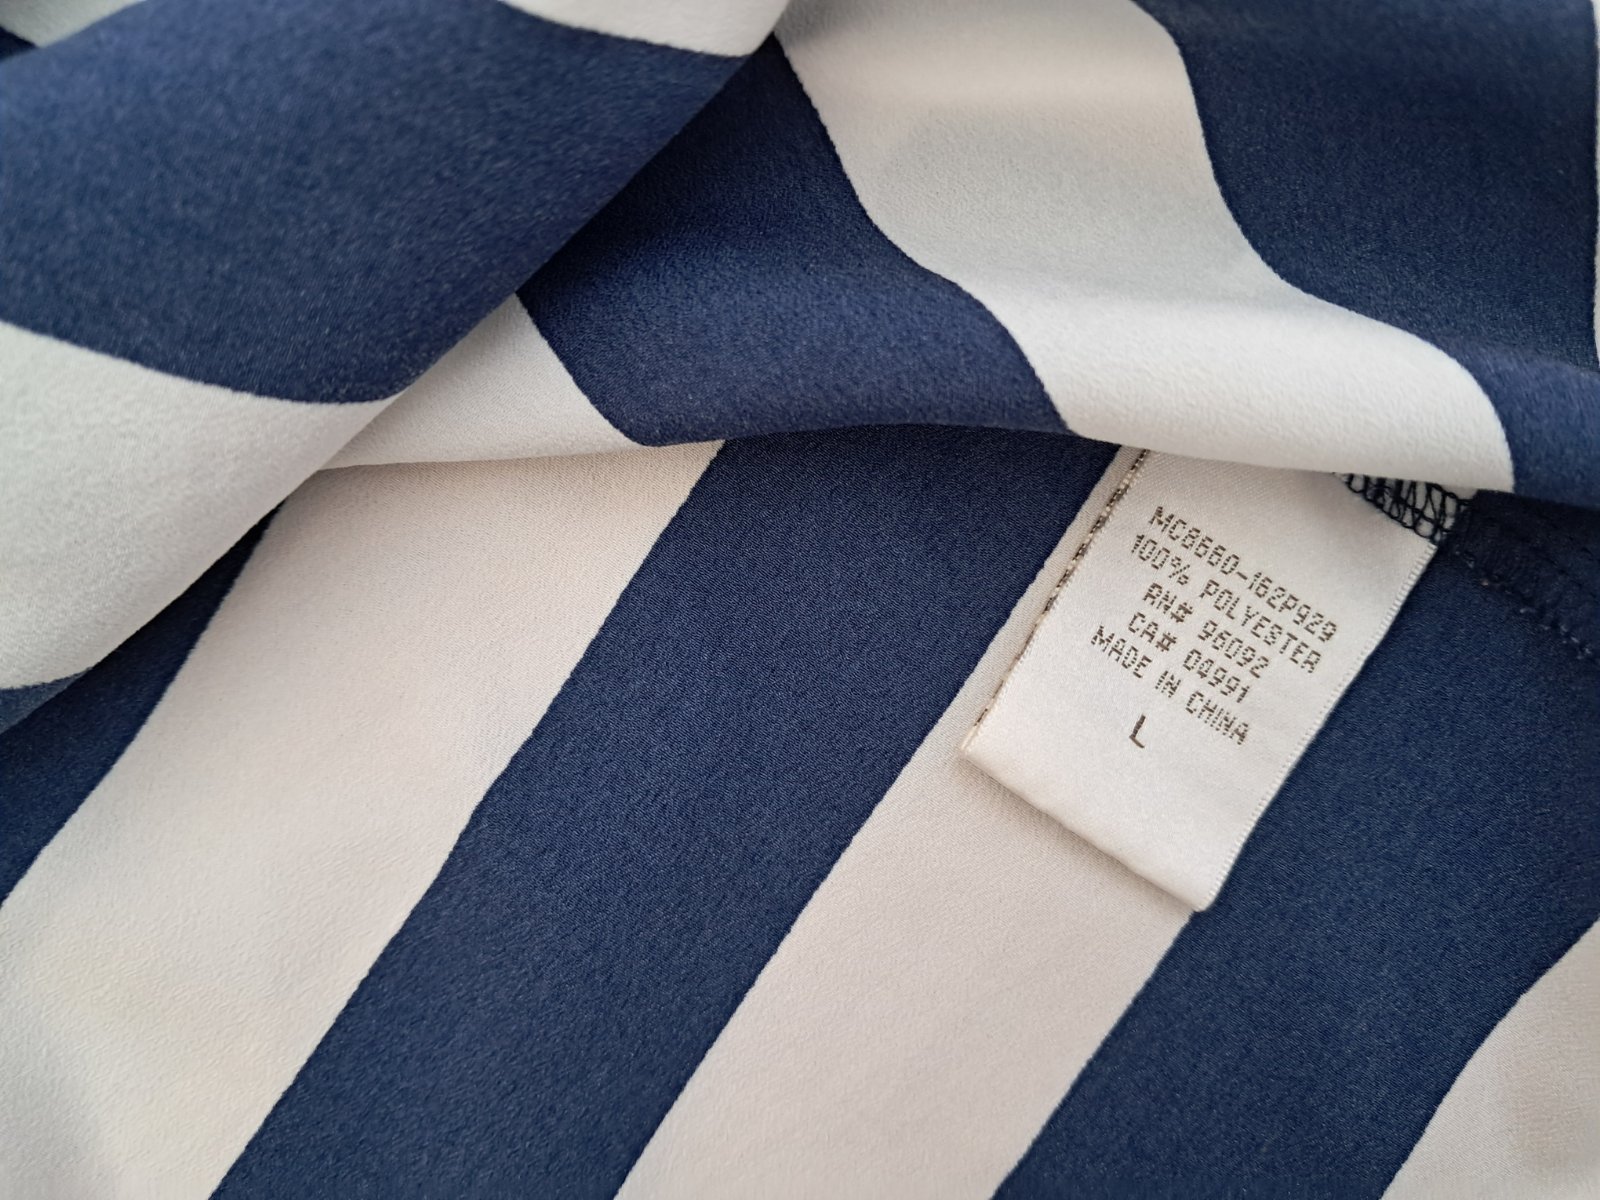 MC8660-162P929
100% POLYESTER
RN# 96092
CA# 04991
MADE IN CHINA
L